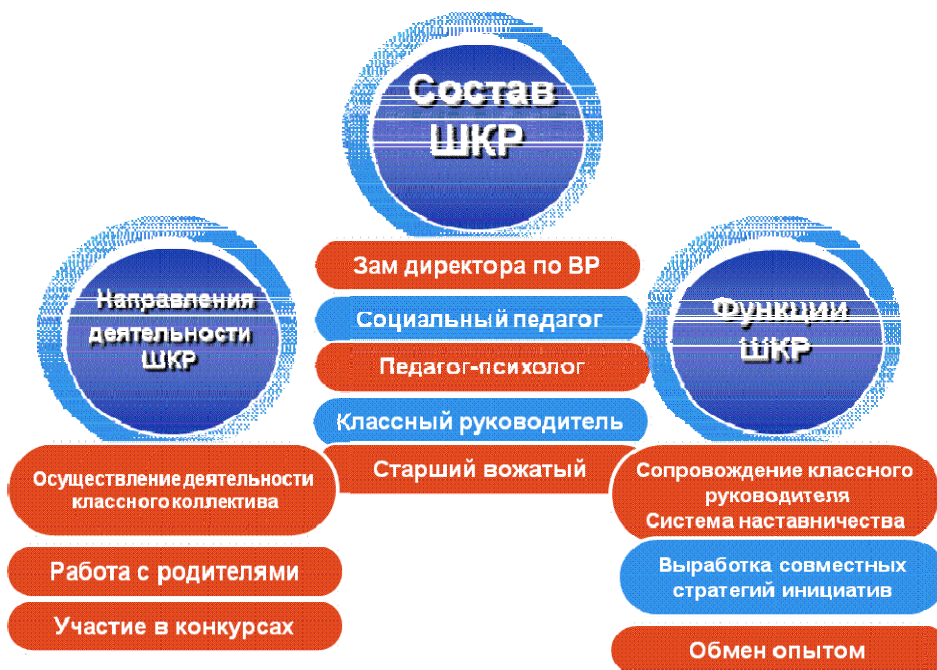 Состав
ШКР
Зам директора по ВР
Социальный педагог
Педагог-психолог
Классный руководитель
Старший вожатый
Направления
деятельности
ШКР
Осуществление деятельности
классного коллектива
Работа с родителями
Участие в конкурсах
Функции
ШКР
Сопровождение классного
руководителя
Система наставничества
Выработка совместных
стратегий инициатив
Обмен опытом